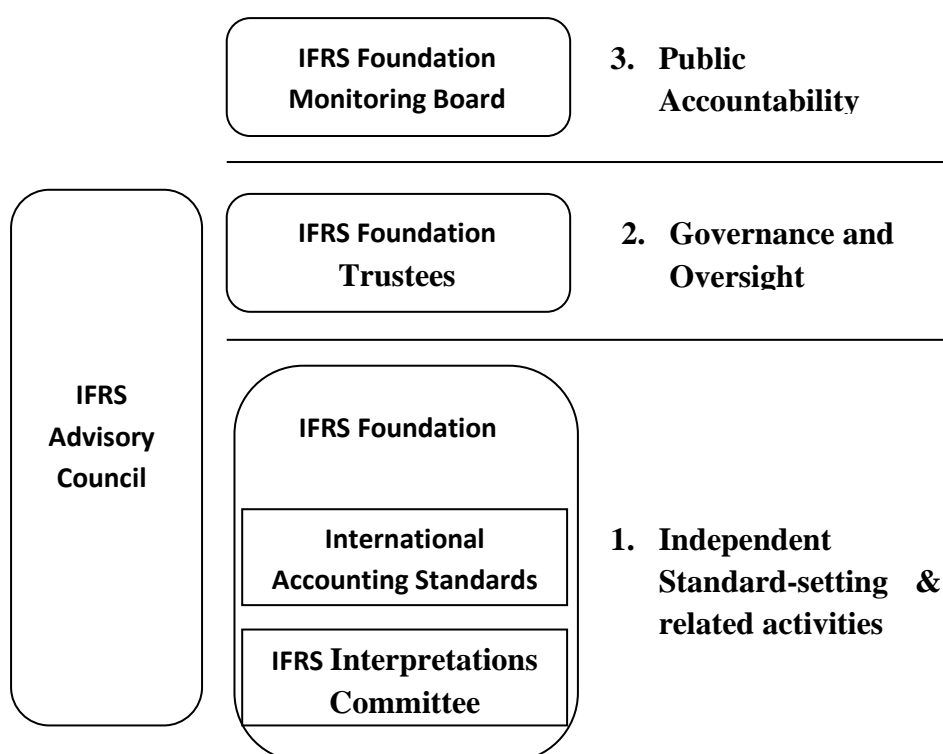 IFRS Foundation
Monitoring Board
3. Public
Accountability
IFRS Foundation
Trustees
2. Governance and
Oversight
IFRS
Advisory
Council
IFRS Foundation
International
Accounting Standards
IFRS Interpretations
Committee
1. Independent
Standard-setting &
related activities